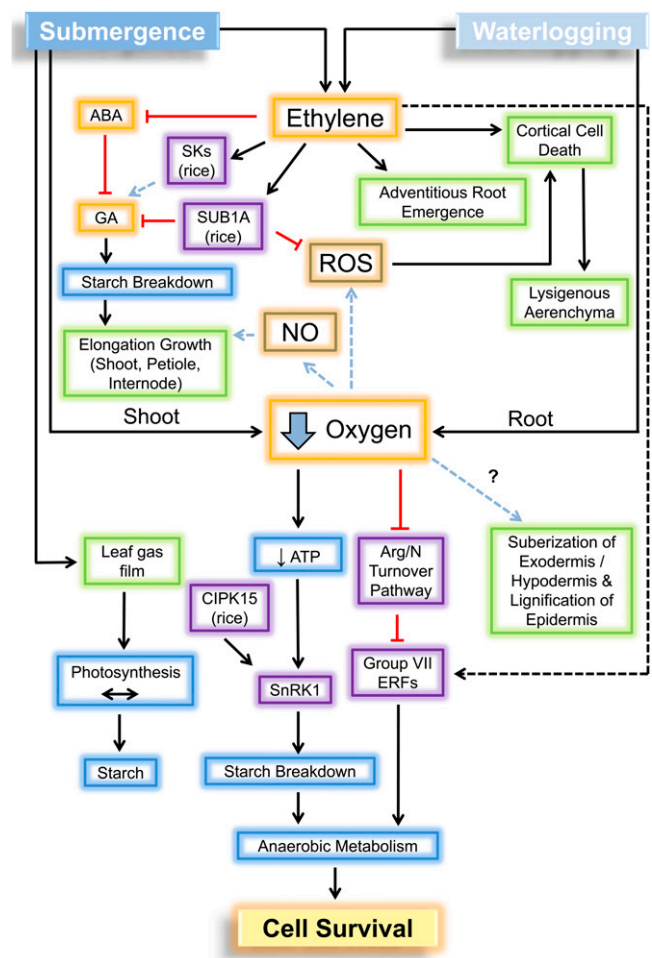 Submergence
Waterlogging
ABA
Ethylene
Cortical Cell
Death
SKs
(rice)
Adventitious Root
Emergence
GA
SUB1A
(rice)
ROS
Starch Breakdown
Lysigenous
Aerenchyma
NO
Elongation Growth
(Shoot, Petiole,
Internode)
Shoot
Oxygen
Root
?
Leaf gas
film
↓ ATP
Arg/N
Turnover
Pathway
Suberization of
Exodermis /
Hypodermis &
Lignification of
Epidermis
CIPK15
(rice)
Photosynthesis
SnRK1
Group VII
ERFs
Starch
Starch Breakdown
Anaerobic Metabolism
Cell Survival